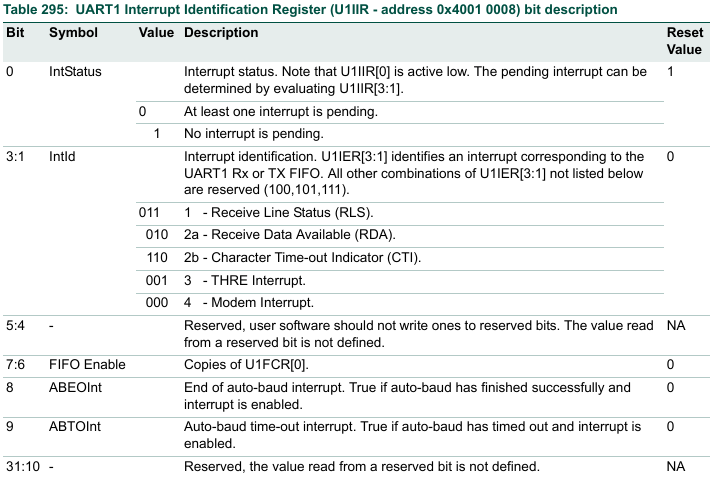 Table 295: UART1 Interrupt Identification Register (U1IIR - address 0x4001 0008) bit description
Bit Symbol Value Description Reset
Value
0 IntStatus Interrupt status. Note that U1IIR[0] is active low. The pending interrupt can be 1
determined by evaluating U1IIR[3:1].
0 At least one interrupt is pending.
1 No interrupt is pending.
3:1 IntId Interrupt identification. U1IER[3:1] identifies an interrupt corresponding to the 0
UART1 Rx or TX FIFO. All other combinations of U1IER[3:1] not listed below
are reserved (100,101,111).
011 1 - Receive Line Status (RLS).
010 2a - Receive Data Available (RDA).
110 2b - Character Time-out Indicator (CTI).
001 3 - THRE Interrupt.
000 4 - Modem Interrupt.
5:4 - Reserved, user software should not write ones to reserved bits. The value read NA
from a reserved bit is not defined.
7:6 FIFO Enable Copies of U1FCR[0]. 0
8 ABEOInt End of auto-baud interrupt. True if auto-baud has finished successfully and 0
interrupt is enabled.
9 ABTOInt Auto-baud time-out interrupt. True if auto-baud has timed out and interrupt is 0
enabled.
31:10 - Reserved, the value read from a reserved bit is not defined. NA